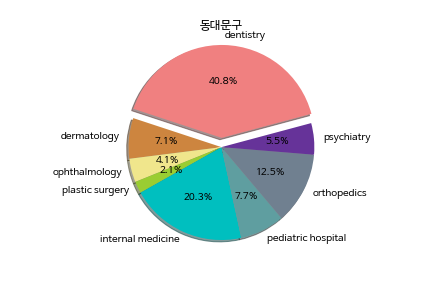 동대문구
dentistry
40.8%
dermatology
7.1%
psychiatry
5.5%
ophthalmology
4.1%
plastic surgery
2.1%
orthopedics
12.5%
internal medicine
20.3%
pediatric hospital
7.7%